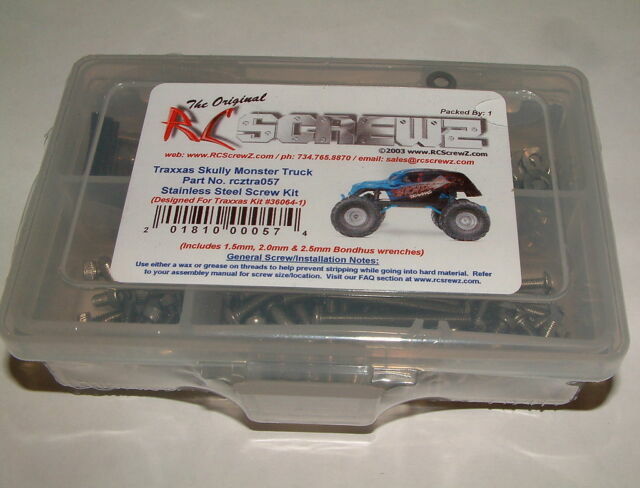 The Original
RC SCREWZ
Packed By: 1
©2003 www.RCScrewZ.com
web: www.RCScrewZ.com / ph: 734.765.8870 / email: sales@rcscrewz.com
Traxxas Skully Monster Truck
Part No. rcztra057
Stainless Steel Screw Kit
(Designed For Traxxas Kit #36064-1)
2 01810 00057 4
(Includes 1.5mm, 2.0mm & 2.5mm Bondhus wrenches)
General Screw/Installation Notes:
Use either a wax or grease on threads to help prevent stripping while going into hard material. Refer
to your assembley manual for screw size/location. Visit our FAQ section at www.rcsrewz.com.